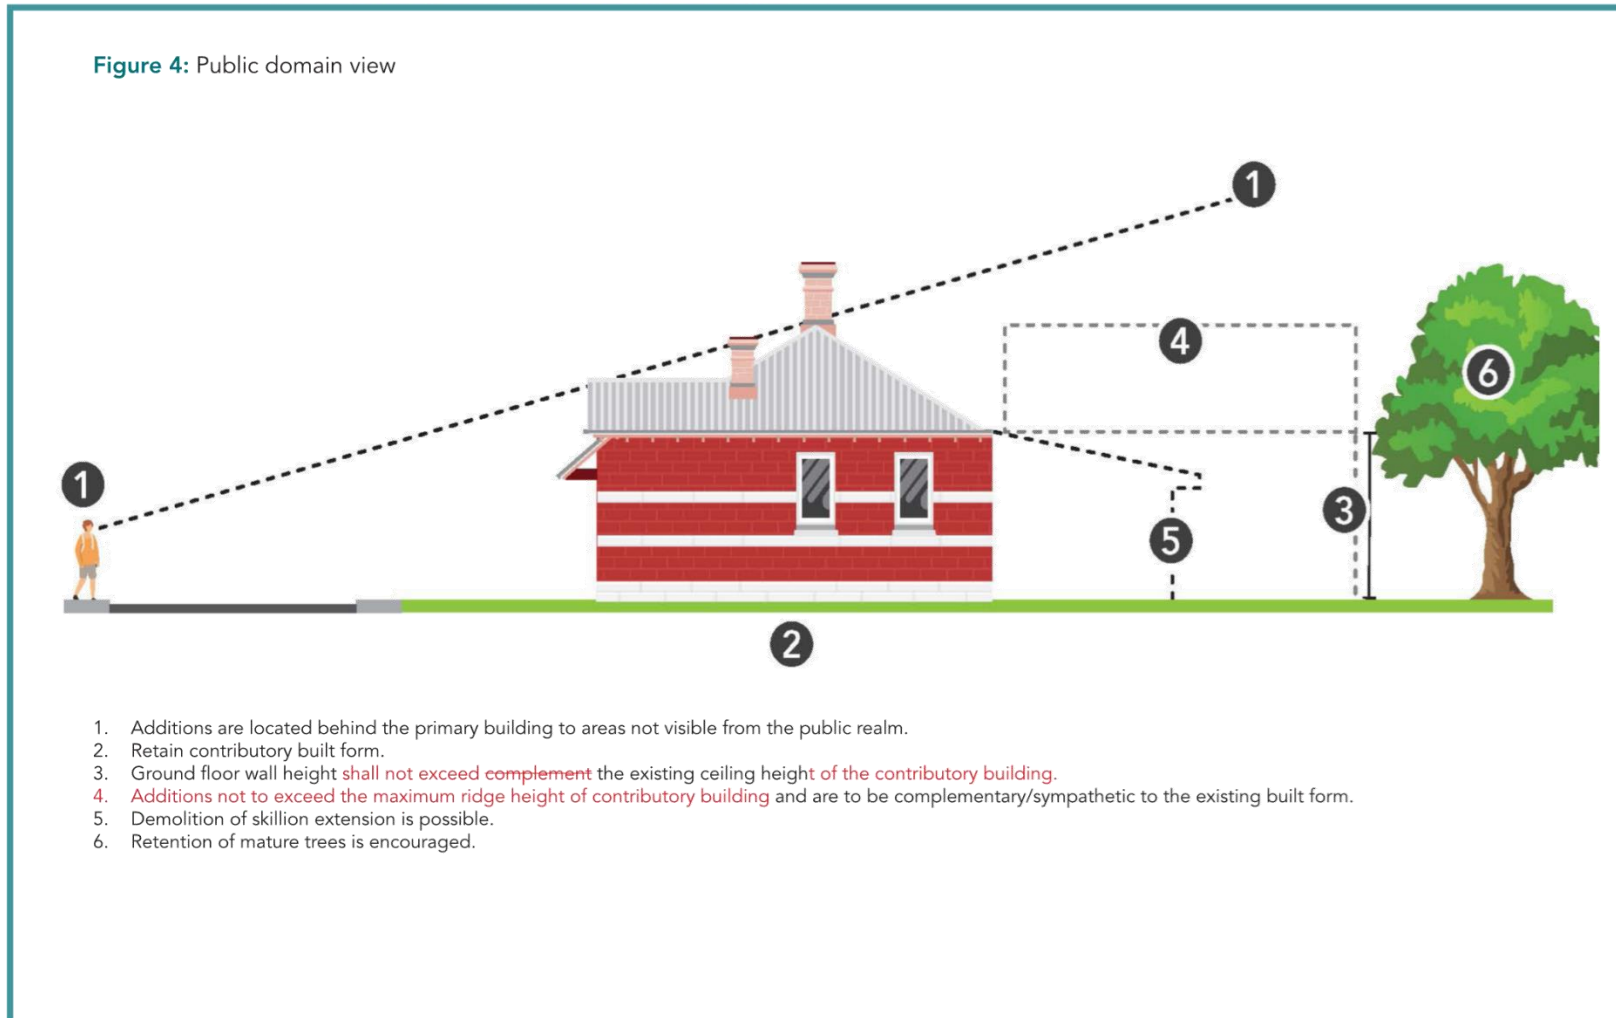 Figure 4: Public domain view
1
1
4
6
3
5
2
1. Additions are located behind the primary building to areas not visible from the public realm.
2. Retain contributory built form.
3. Ground floor wall height shall not exceed complement the existing ceiling height of the contributory building.
4. Additions not to exceed the maximum ridge height of contributory building and are to be complementary/sympathetic to the existing built form.
5. Demolition of skillion extension is possible.
6. Retention of mature trees is encouraged.